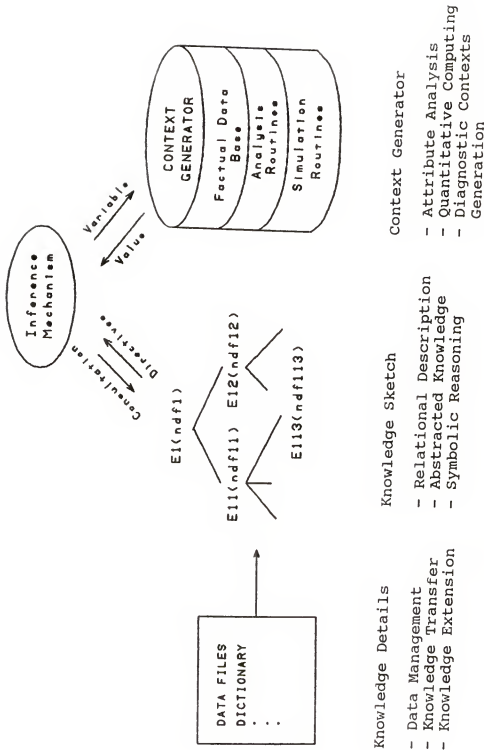 Inference
Mechanism
Consultation
Directives
Variable
Value
CONTEXT
GENERATOR
Factual Data
Base
Analysis
Routines
Simulation
Routines
E1(ndf1)
E11(ndf11)
E12(ndf12)
E113(ndf113)
DATA FILES
DICTIONARY
. .
. .
Knowledge Details
- Data Management
- Knowledge Transfer
- Knowledge Extension
Knowledge Sketch
- Relational Description
- Abstracted Knowledge
- Symbolic Reasoning
Context Generator
- Attribute Analysis
- Quantitative Computing
- Diagnostic Contexts
Generation